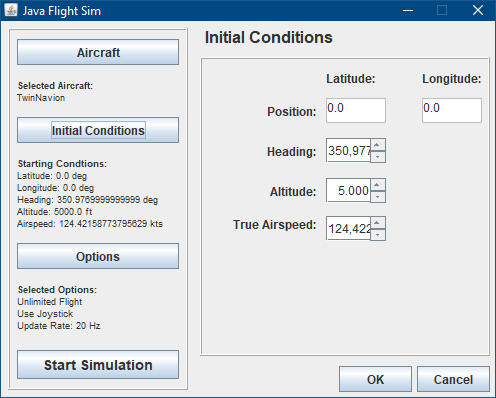 Java Flight Sim
Aircraft
Selected Aircraft:
TwinNavion
Initial Conditions
Starting Condtions:
Latitude: 0.0 deg
Longitude: 0.0 deg
Heading: 350.9769999999999 deg
Altitude: 5000.0 ft
Airspeed: 124.42158773795629 kts
Options
Selected Options:
Unlimited Flight
Use Joystick
Update Rate: 20 Hz
Start Simulation
Initial Conditions
Latitude: Longitude:
Position: 0.0 0.0
Heading: 350,977
Altitude: 5.000
True Airspeed: 124,422
OK Cancel